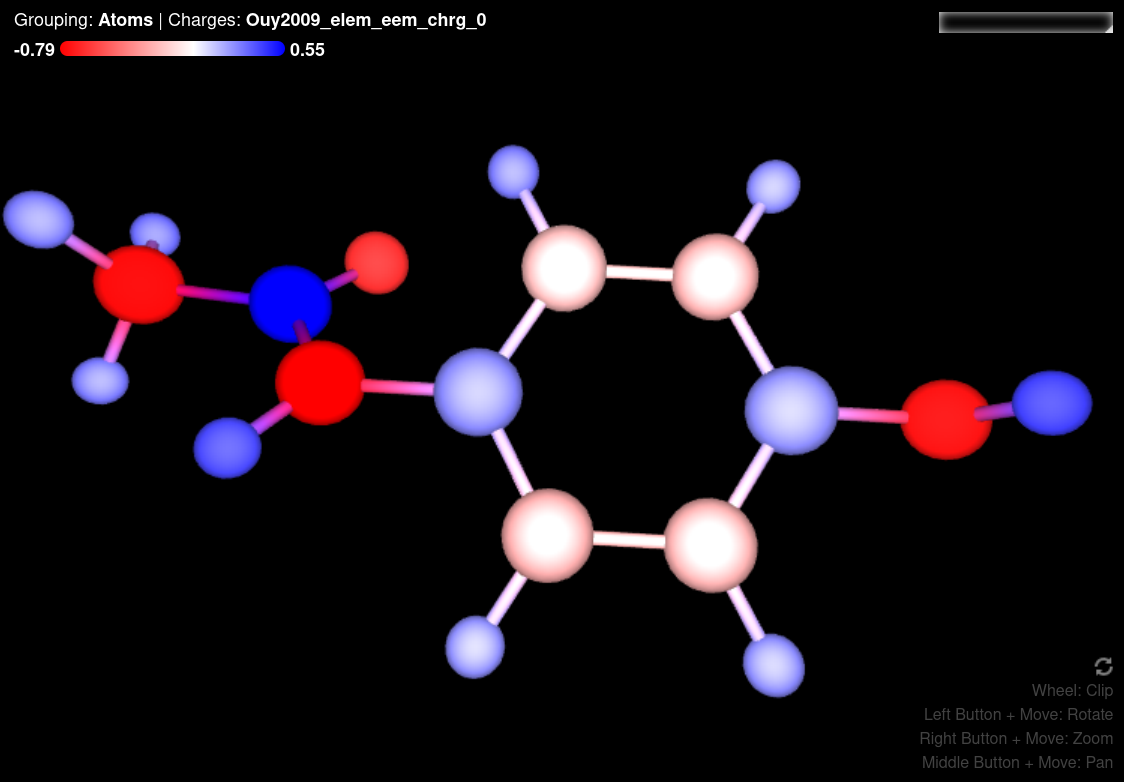 Grouping: Atoms | Charges: Ouy2009_elem_eem_chrg_0
-0.79 0.55
Wheel: Clip
Left Button + Move: Rotate
Right Button + Move: Zoom
Middle Button + Move: Pan